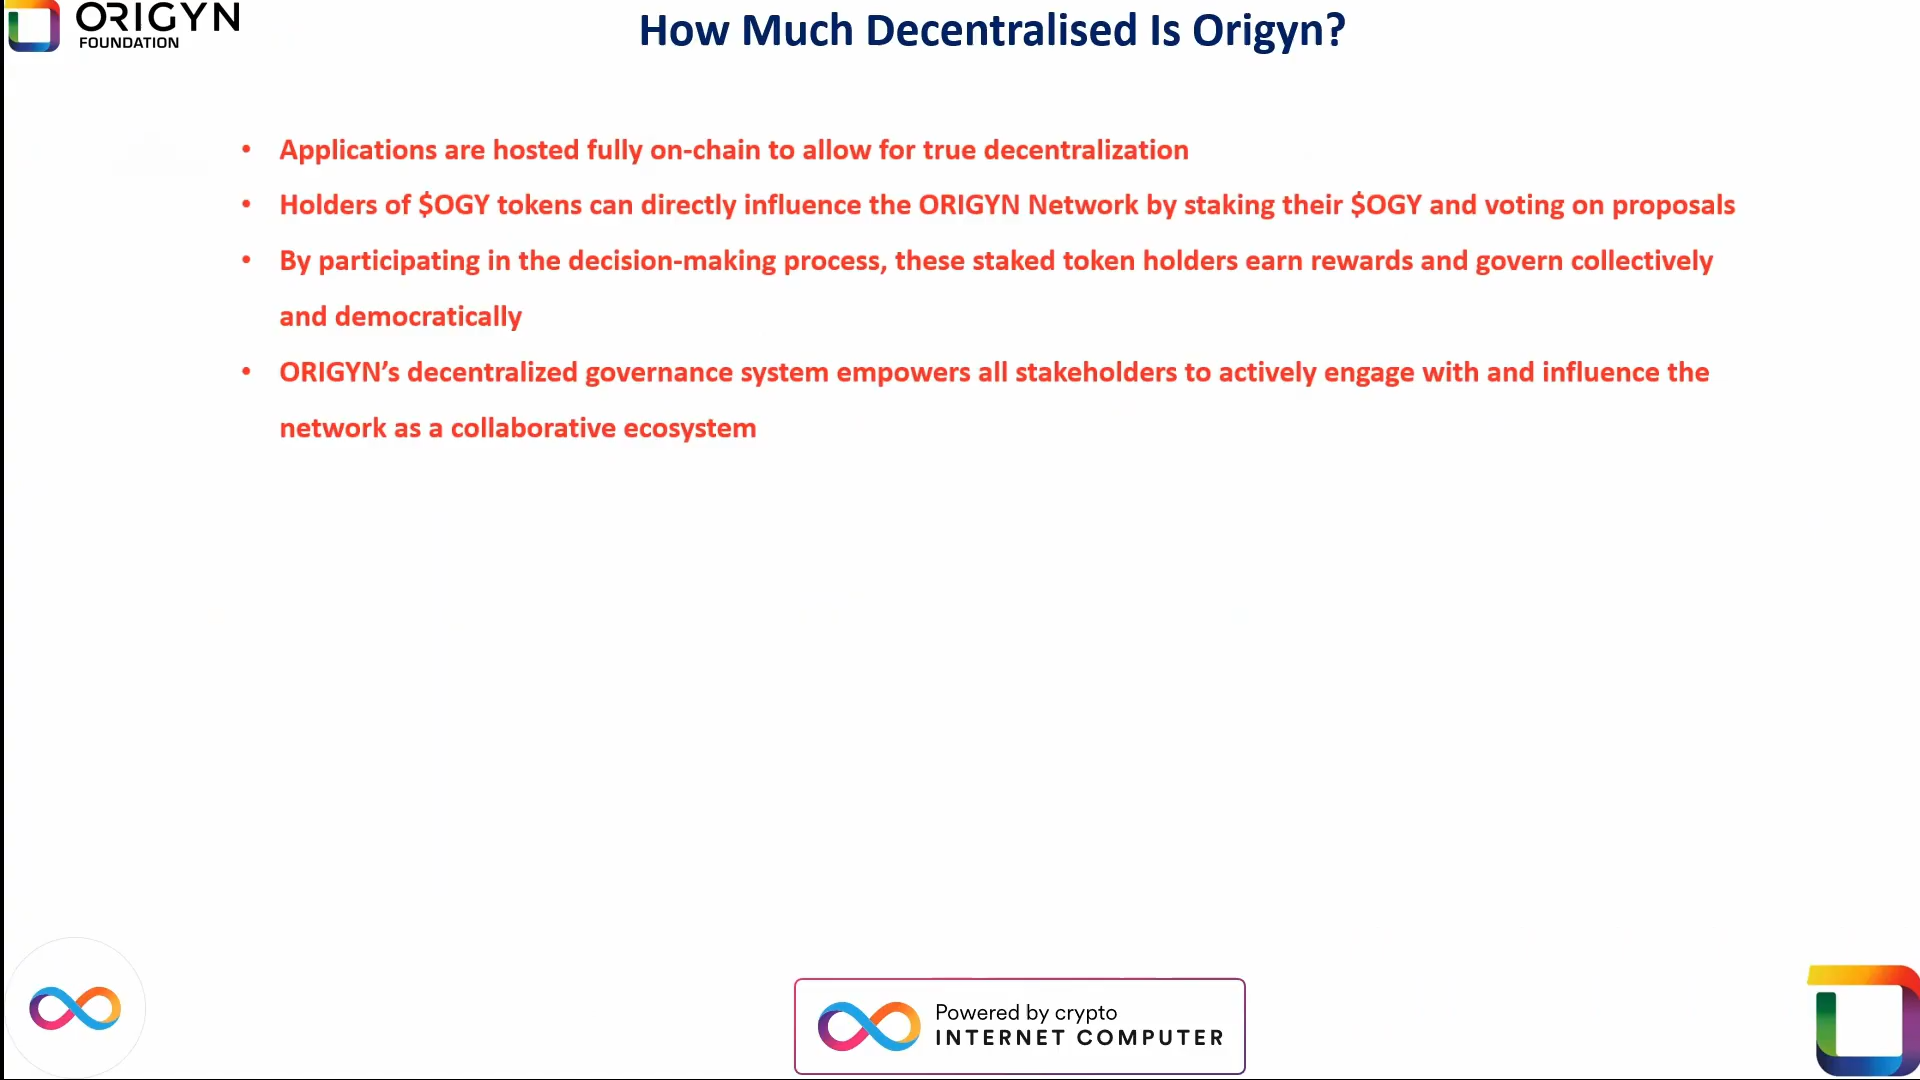 ORIGYN
FOUNDATION
How Much Decentralised Is Origyn?
• Applications are hosted fully on-chain to allow for true decentralization
• Holders of $OGY tokens can directly influence the ORIGYN Network by staking their $OGY and voting on proposals
• By participating in the decision-making process, these staked token holders earn rewards and govern collectively
and democratically
• ORIGYN’s decentralized governance system empowers all stakeholders to actively engage with and influence the
network as a collaborative ecosystem
Powered by crypto
INTERNET COMPUTER